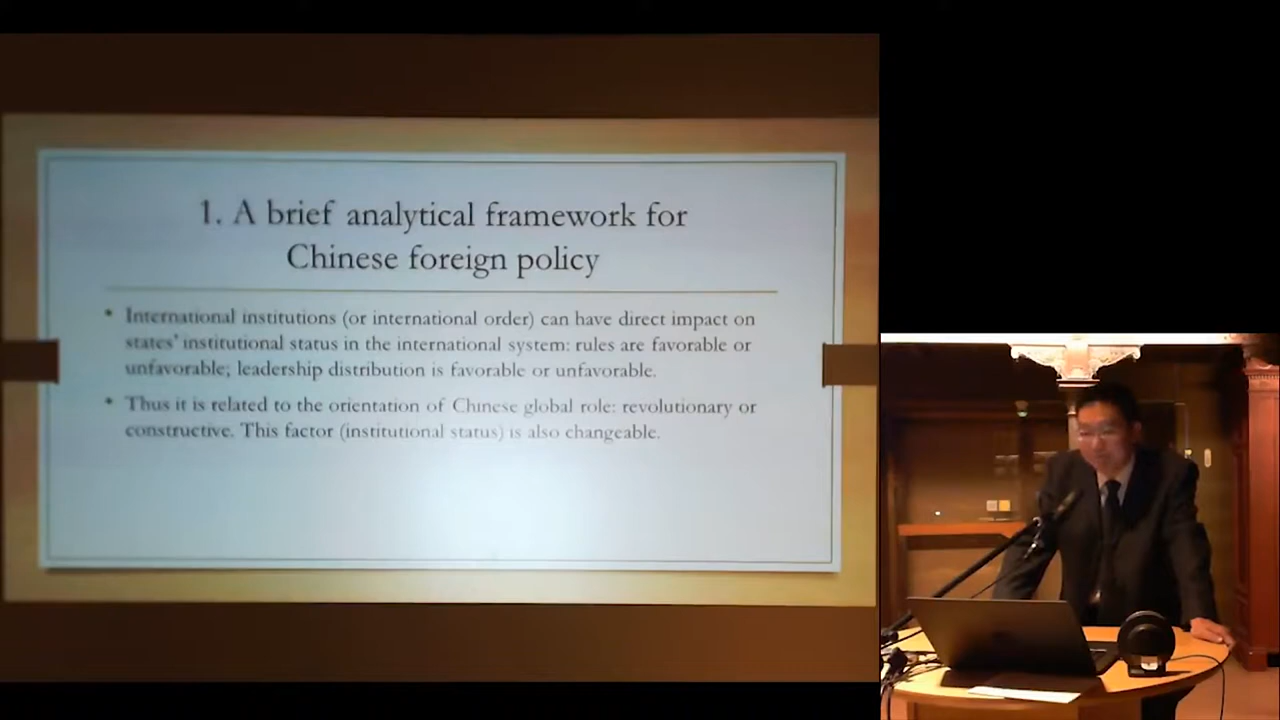 1. A brief analytical framework for
Chinese foreign policy
• International institutions (or international order) can have direct impact on
states' institutional status in the international system: rules are favorable or
unfavorable; leadership distribution is favorable or unfavorable.
• Thus it is related to the orientation of Chinese global role: revolutionary or
constructive. This factor (institutional status) is also changeable.